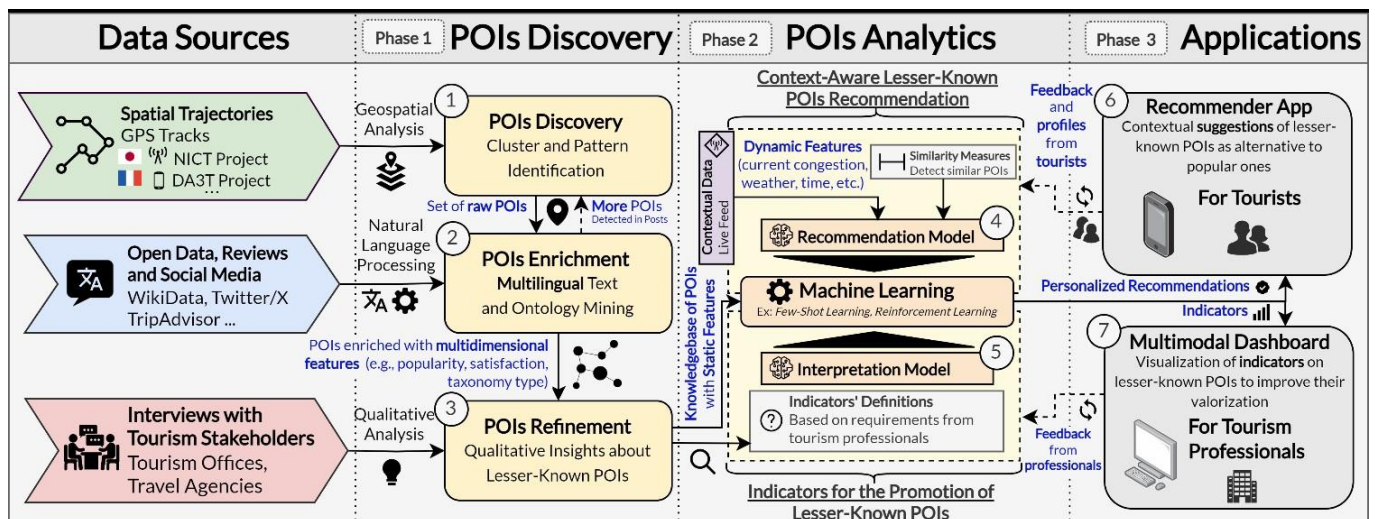 Data Sources
Phase 1
POIs Discovery
Phase 2
POIs Analytics
Phase 3
Applications
Spatial Trajectories
GPS Tracks
NICT Project
DA3T Project
...
Geospatial
Analysis
1
POIs Discovery
Cluster and Pattern
Identification
Set of raw POIs
More POIs
Detected in Posts
Open Data, Reviews
and Social Media
WikiData, Twitter/X
TripAdvisor ...
Natural
Language
Processing
2
POIs Enrichment
Multilingual Text
and Ontology Mining
POIs enriched with multidimensional
features (e.g., popularity, satisfaction,
taxonomy type)
Interviews with
Tourism Stakeholders
Tourism Offices,
Travel Agencies
Qualitative
Analysis
3
POIs Refinement
Qualitative Insights about
Lesser-Known POIs
Knowledgebase of POIs
with Static Features
Context-Aware Lesser-Known
POIs Recommendation
Contextual Data
Live Feed
Dynamic Features
(current congestion,
weather, time, etc.)
Similarity Measures
Detect similar POIs
4
Recommendation Model
Machine Learning
Ex: Few-Shot Learning, Reinforcement Learning
5
Interpretation Model
Indicators' Definitions
Based on requirements from
tourism professionals
Indicators for the Promotion of
Lesser-Known POIs
Feedback
and
profiles
from
tourists
6
Recommender App
Contextual suggestions of lesser-
known POIs as alternative to
popular ones
For Tourists
Personalized Recommendations
Indicators
7
Multimodal Dashboard
Visualization of indicators on
lesser-known POIs to improve their
valorization
For Tourism
Professionals
Feedback
from
professionals